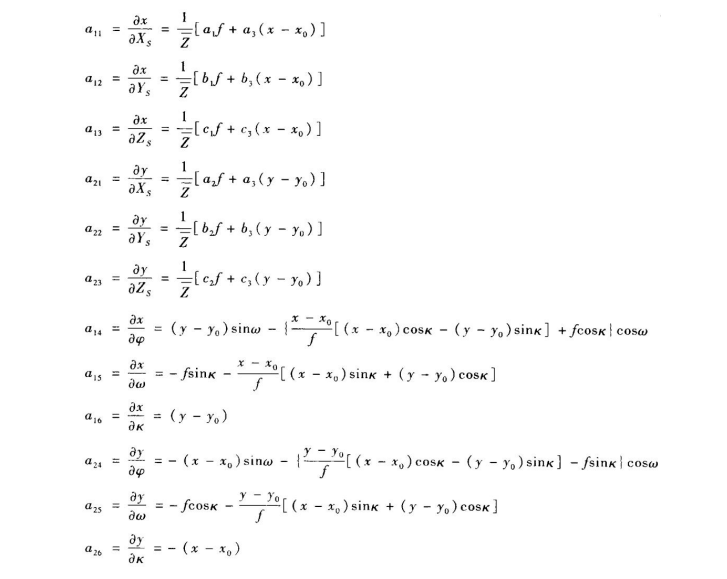 a₁₁ = ∂x/∂X_S = 1/Z̄ [a₁f + a₃(x − x₀)]
a₁₂ = ∂x/∂Y_S = 1/Z̄ [b₁f + b₃(x − x₀)]
a₁₃ = ∂x/∂Z_S = 1/Z̄ [c₁f + c₃(x − x₀)]
a₂₁ = ∂y/∂X_S = 1/Z̄ [a₂f + a₃(y − y₀)]
a₂₂ = ∂y/∂Y_S = 1/Z̄ [b₂f + b₃(y − y₀)]
a₂₃ = ∂y/∂Z_S = 1/Z̄ [c₂f + c₃(y − y₀)]
a₁₄ = ∂x/∂φ = (y − y₀)sinω − {(x − x₀)/f [(x − x₀)cosκ − (y − y₀)sinκ] + fcosκ}cosω
a₁₅ = ∂x/∂ω = − fsinκ − (x − x₀)/f [(x − x₀)sinκ + (y − y₀)cosκ]
a₁₆ = ∂x/∂κ = (y − y₀)
a₂₄ = ∂y/∂φ = − (x − x₀)sinω − {(y − y₀)/f [(x − x₀)cosκ − (y − y₀)sinκ] − fsinκ}cosω
a₂₅ = ∂y/∂ω = − fcosκ − (y − y₀)/f [(x − x₀)sinκ + (y − y₀)cosκ]
a₂₆ = ∂y/∂κ = − (x − x₀)